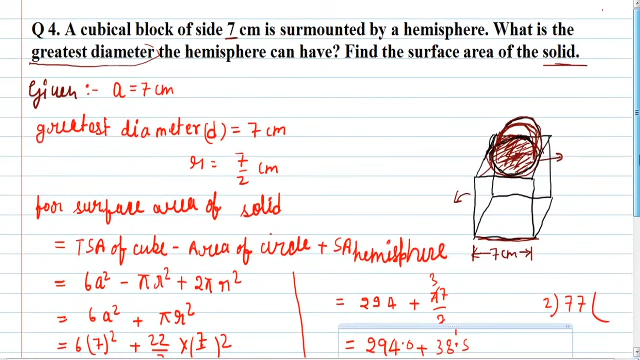 Q 4. A cubical block of side 7 cm is surmounted by a hemisphere. What is the
greatest diameter the hemisphere can have? Find the surface area of the solid.
Given :- a = 7 cm
greatest diameter(d) = 7 cm
r = 7/2 cm
for surface area of solid
= TSA of cube - Area of circle + SA hemisphere
= 6a² - πr² + 2πr²
= 6a² + πr²
= 6(7)² + 22/7 × (7/2)²
7 cm
= 294 + 77/2
2) 77 (
= 294.0 + 38.5